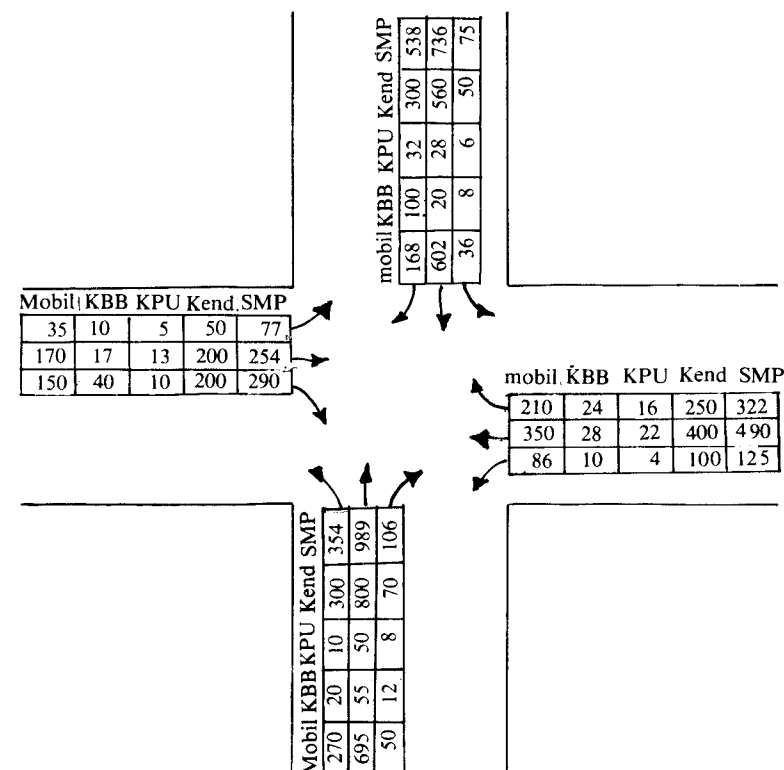 mobil KBB KPU Kend SMP
168 100 32 300 538
602 20 28 560 736
36 8 6 50 75
Mobil KBB KPU Kend SMP
35 10 5 50 77
170 17 13 200 254
150 40 10 200 290
mobil KBB KPU Kend SMP
210 24 16 250 322
350 28 22 400 490
86 10 4 100 125
Mobil KBB KPU Kend SMP
270 20 10 300 354
695 55 50 800 989
50 12 8 70 106